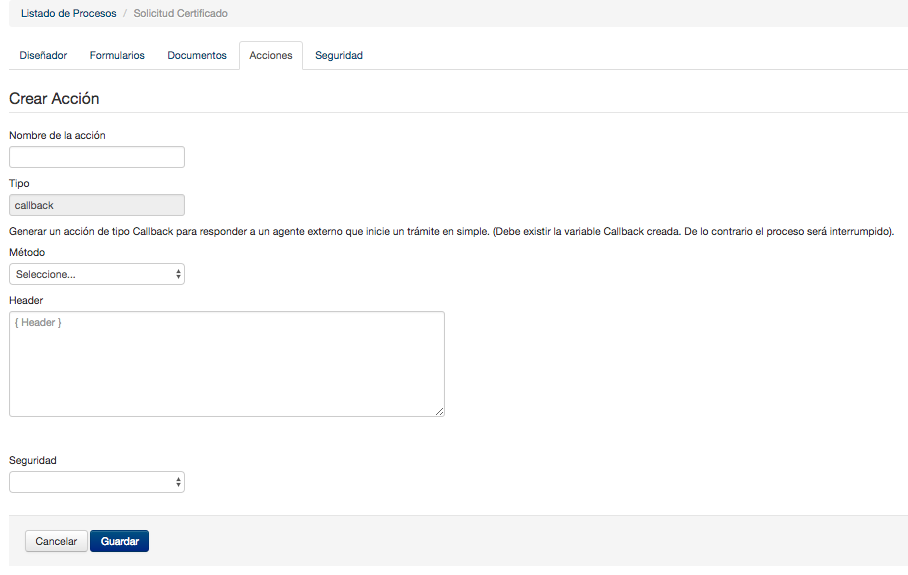 Listado de Procesos / Solicitud Certificado
Diseñador Formularios Documentos Acciones Seguridad
Crear Acción
Nombre de la acción
Tipo
callback
Generar un acción de tipo Callback para responder a un agente externo que inicie un trámite en simple. (Debe existir la variable Callback creada. De lo contrario el proceso será interrumpido).
Método
Seleccione...
Header
{ Header }
Seguridad
Cancelar Guardar